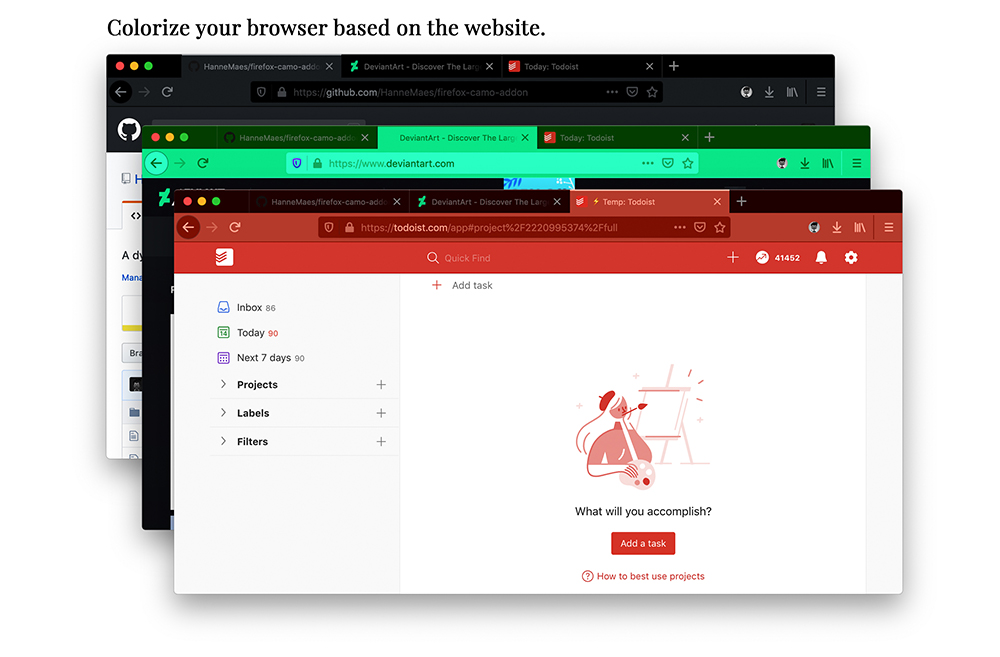 Colorize your browser based on the website.
HanneMaes/firefox-camo-addo
DeviantArt - Discover The Larg
Today: Todoist
https://github.com/HanneMaes/firefox-camo-addon
HanneMaes/firefox-camo-addo
DeviantArt - Discover The Larg
Today: Todoist
https://www.deviantart.com
HanneMaes/firefox-camo-addo
DeviantArt - Discover The Larg
Temp: Todoist
https://todoist.com/app#project%2F2220995374%2Ffull
Quick Find
41452
A dy
Mana
Bra
Add task
Inbox 86
14
Today 90
Next 7 days 90
Projects
Labels
Filters
What will you accomplish?
Add a task
How to best use projects